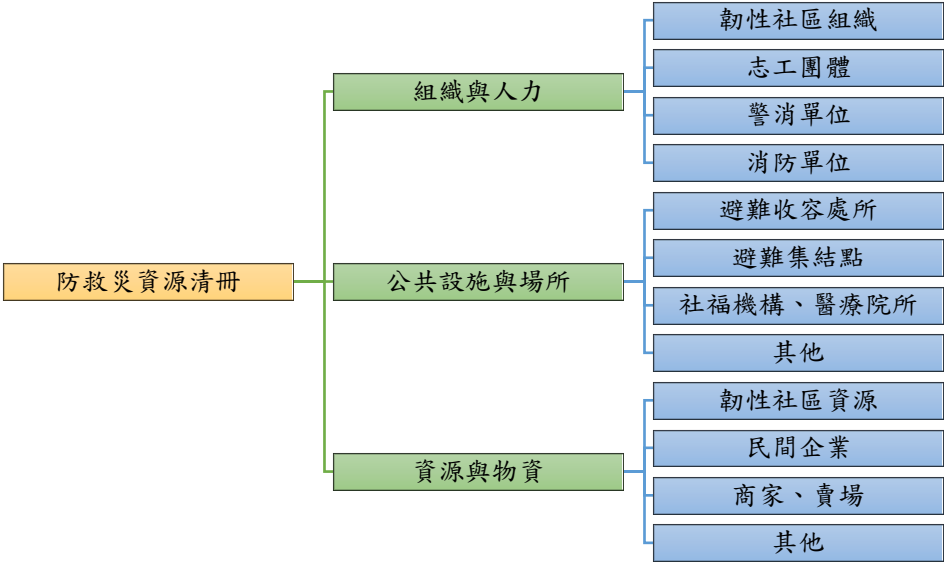 防救災資源清冊
組織與人力
韌性社區組織
志工團體
警消單位
消防單位
公共設施與場所
避難收容處所
避難集結點
社福機構、醫療院所
其他
資源與物資
韌性社區資源
民間企業
商家、賣場
其他